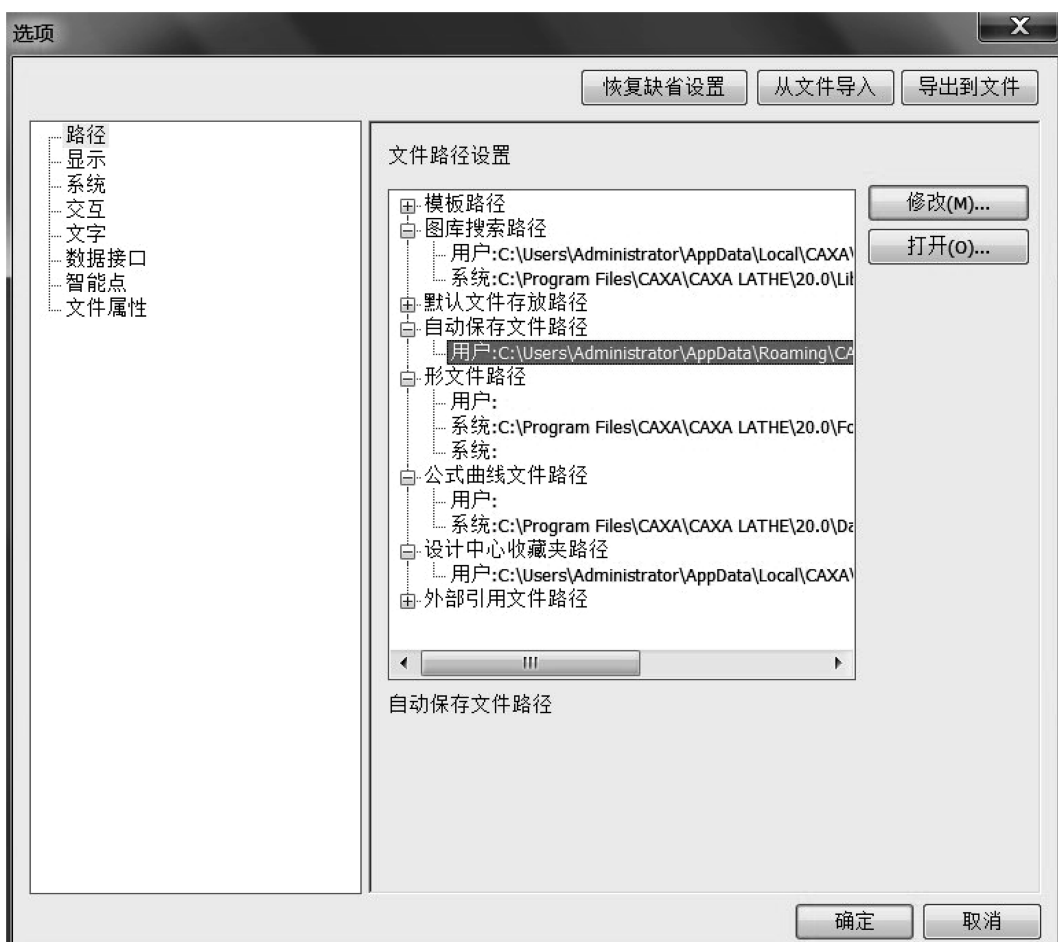 选项
X
恢复缺省设置 从文件导入 导出到文件
路径
显示
系统
交互
文字
数据接口
智能点
文件属性
文件路径设置
模板路径
图库搜索路径
用户:C:\Users\Administrator\AppData\Local\CAXA\
系统:C:\Program Files\CAXA\CAXA LATHE\20.0\Lib
默认文件存放路径
自动保存文件路径
用户:C:\Users\Administrator\AppData\Roaming\CA
形文件路径
用户:
系统:C:\Program Files\CAXA\CAXA LATHE\20.0\Fo
系统:
公式曲线文件路径
用户:
系统:C:\Program Files\CAXA\CAXA LATHE\20.0\Da
设计中心收藏夹路径
用户:C:\Users\Administrator\AppData\Local\CAXA\
外部引用文件路径
修改(M)...
打开(O)...
自动保存文件路径
确定 取消